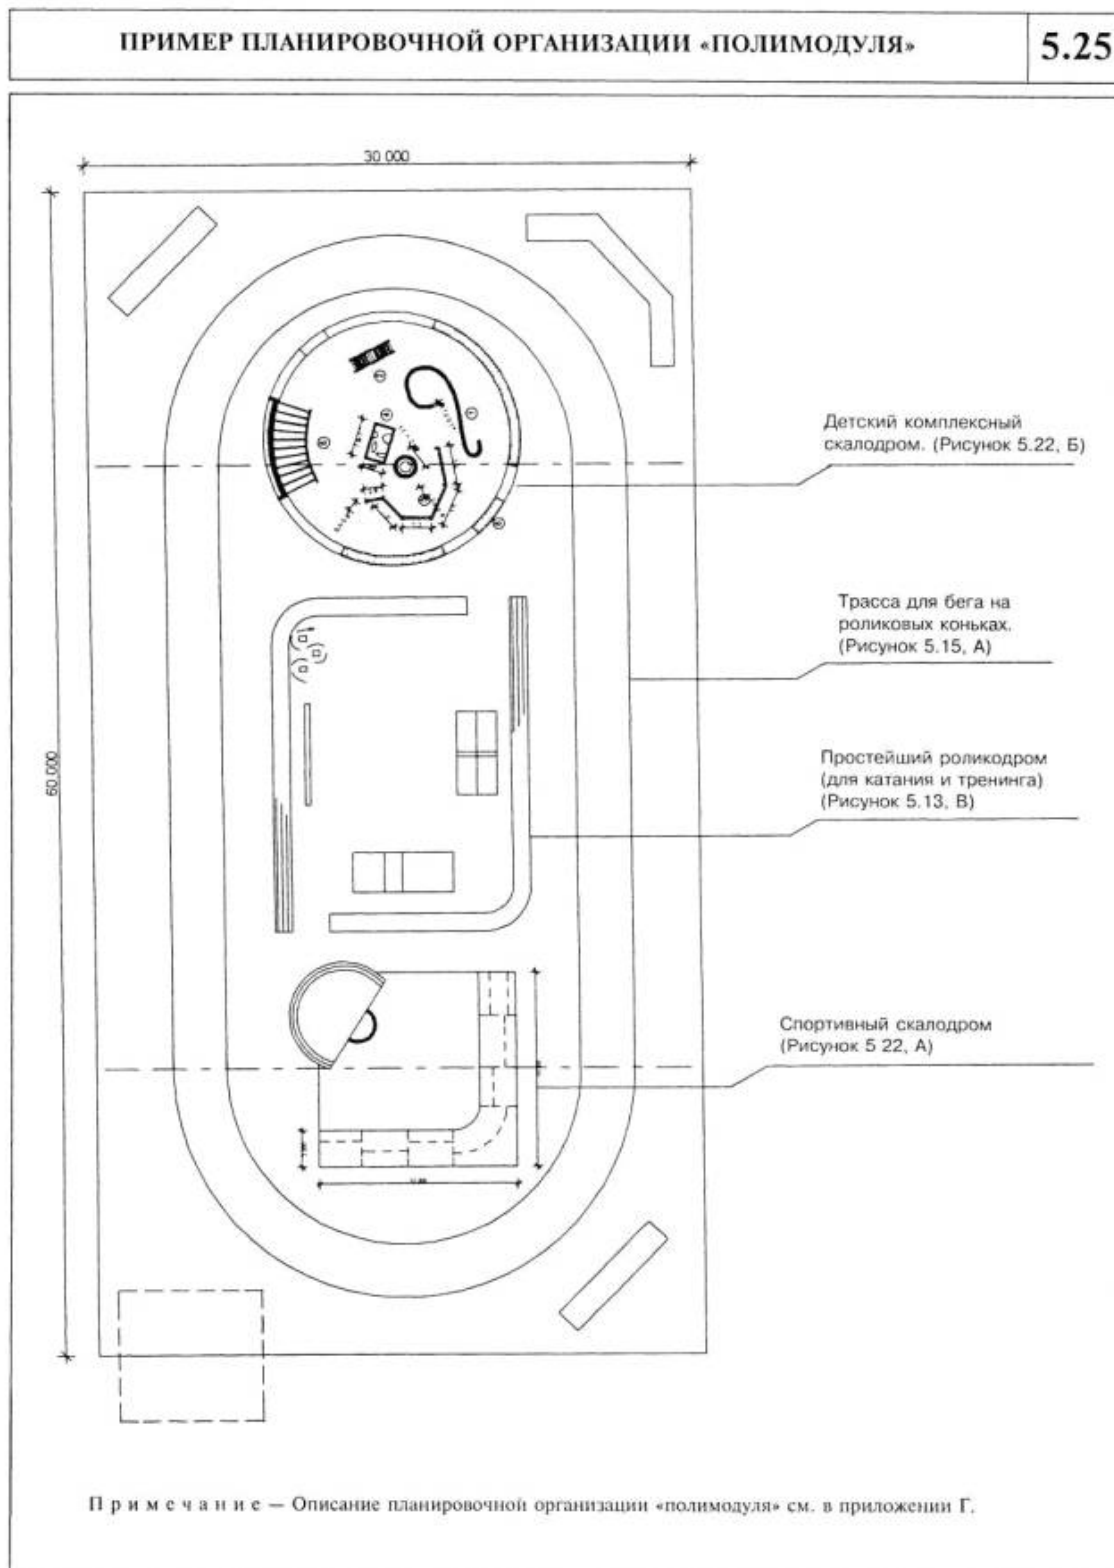 ПРИМЕР ПЛАНИРОВОЧНОЙ ОРГАНИЗАЦИИ «ПОЛИМОДУЛЯ»
5.25
30 000
60 000
Детский комплексный
скалодром. (Рисунок 5.22, Б)
Трасса для бега на
роликовых коньках.
(Рисунок 5.15, А)
Простейший роликодром
(для катания и тренинга)
(Рисунок 5.13, В)
Спортивный скалодром
(Рисунок 5 22, А)
Примечание — Описание планировочной организации «полимодуля» см. в приложении Г.